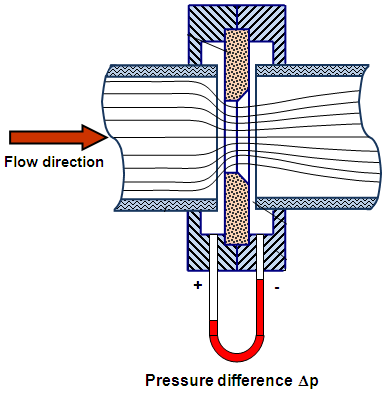 Flow direction
+ -
Pressure difference Δp